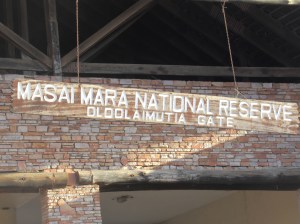 MASAI MARA NATIONAL RESERVE
OLOOLAIMUTIA GATE